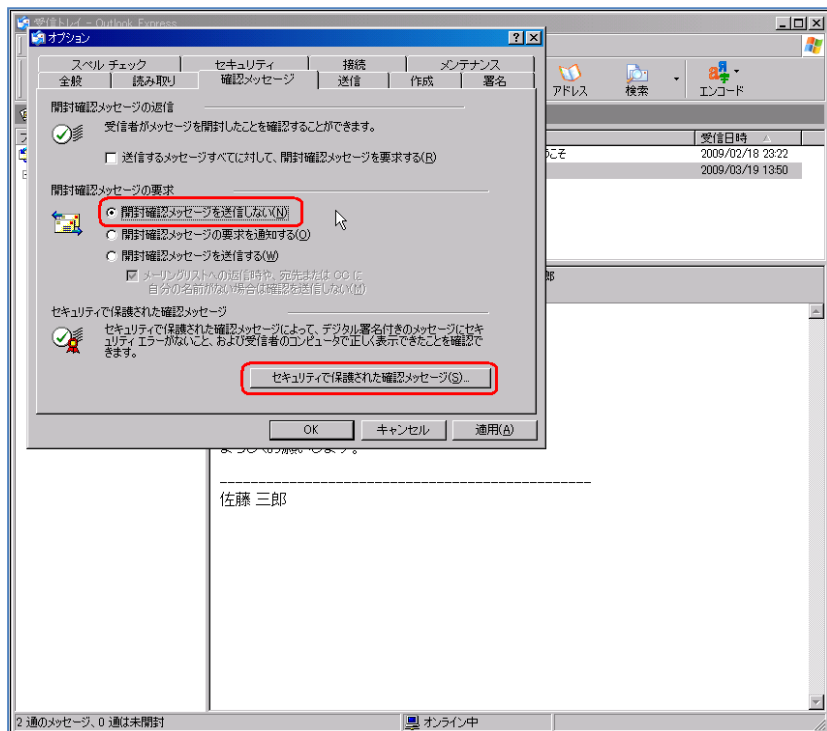 受信トレイ - Outlook Express
オプション
スペル チェック
セキュリティ
接続
メンテナンス
全般
読み取り
確認メッセージ
送信
作成
署名
アドレス
検索
エンコード
開封確認メッセージの返信
受信者がメッセージを開封したことを確認することができます。
送信するメッセージすべてに対して、開封確認メッセージを要求する(R)
受信日時
うこそ
2009/02/18 23:22
2009/03/19 13:50
開封確認メッセージの要求
開封確認メッセージを送信しない(N)
開封確認メッセージの要求を通知する(O)
開封確認メッセージを送信する(W)
メーリングリストへの返信時や、宛先または CC に
自分の名前がない場合は確認を送信しない(M)
郎
セキュリティで保護された確認メッセージ
セキュリティで保護された確認メッセージによって、デジタル署名付きのメッセージにセキ
ュリティ エラーがないこと、および受信者のコンピュータで正しく表示できたことを確認で
きます。
セキュリティで保護された確認メッセージ(S)...
OK
キャンセル
適用(A)
よろしくお願いします。
------------------------------------------------
佐藤 三郎
2 通のメッセージ、0 通は未開封
オンライン中